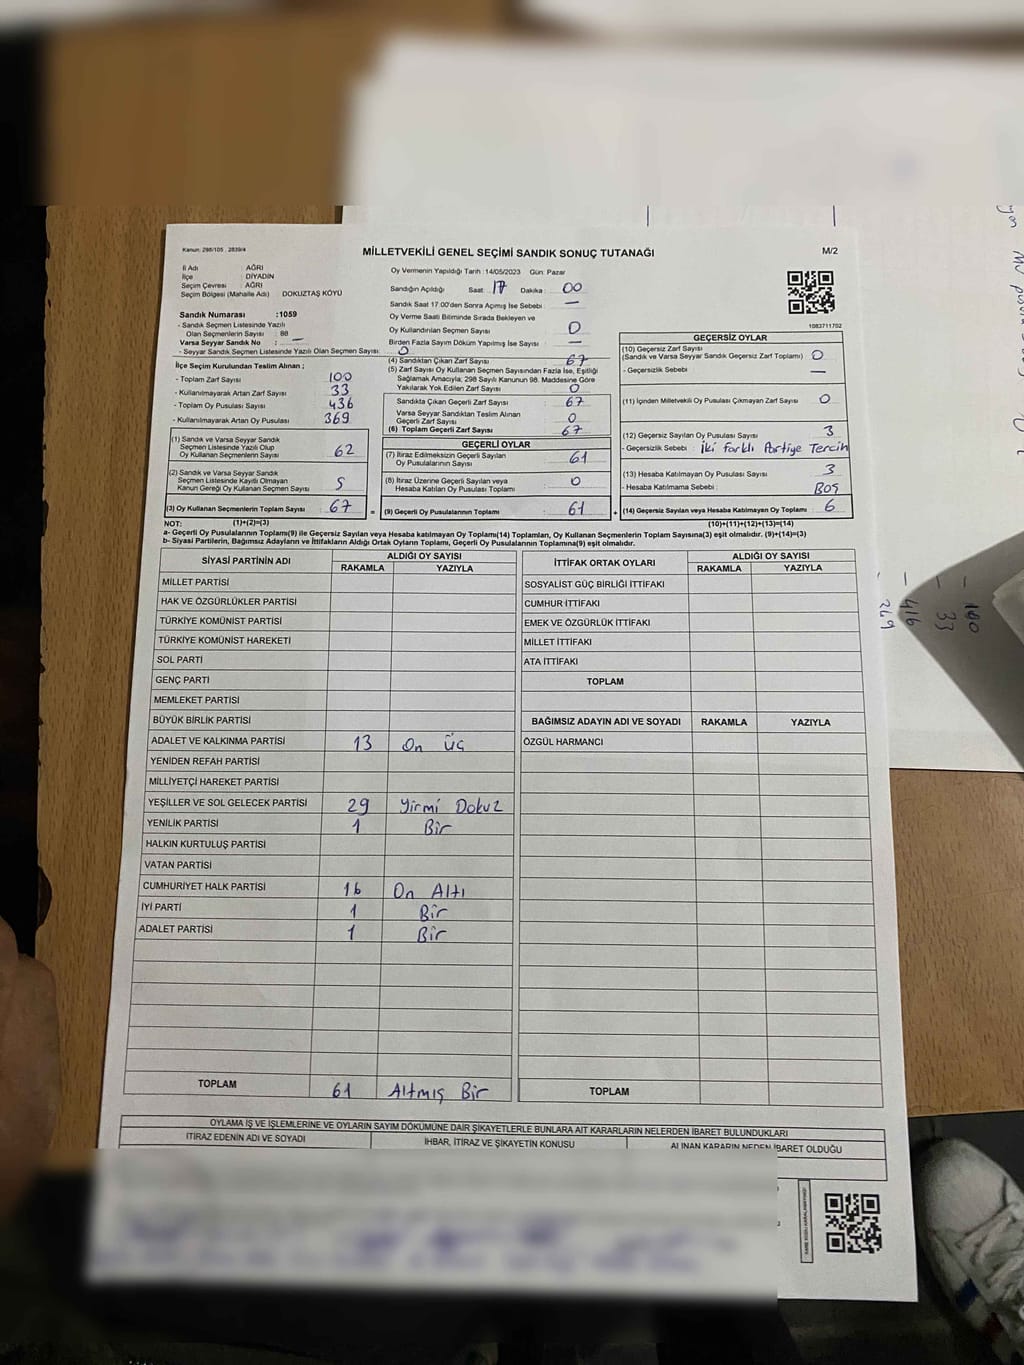 Kanun: 298/105 , 2839/4
MİLLETVEKİLİ GENEL SEÇİMİ SANDIK SONUÇ TUTANAĞI
M/2
İl Adı AĞRI
İlçe DİYADİN
Seçim Çevresi : AĞRI
Seçim Bölgesi (Mahalle Adı) DOKUZTAŞ KÖYÜ
Sandık Numarası :1059
- Sandık Seçmen Listesinde Yazılı
Olan Seçmenlerin Sayısı : 88
Varsa Seyyar Sandık No : —
- Seyyar Sandık Seçmen Listesinde Yazılı Olan Seçmen Sayısı: 0
İlçe Seçim Kurulundan Teslim Alınan ;
- Toplam Zarf Sayısı 100
- Kullanılmayarak Artan Zarf Sayısı 33
- Toplam Oy Pusulası Sayısı 436
- Kullanılmayarak Artan Oy Pusulası 369
(1) Sandık ve Varsa Seyyar Sandık
Seçmen Listesinde Yazılı Olup
Oy Kullanan Seçmenlerin Sayısı 62
(2) Sandık ve Varsa Seyyar Sandık
Seçmen Listesinde Kayıtlı Olmayan
Kanun Gereği Oy Kullanan Seçmen Sayısı 5
(3) Oy Kullanan Seçmenlerin Toplam Sayısı 67
Oy Vermenin Yapıldığı Tarih :14/05/2023 Gün: Pazar
Sandığın Açıldığı Saat: 17 Dakika : 00
Sandık Saat 17.00'den Sonra Açılmış İse Sebebi : —
Oy Verme Saati Bitiminde Sırada Bekleyen ve
Oy Kullandırılan Seçmen Sayısı 0
Birden Fazla Sayım Döküm Yapılmış İse Sayısı : —
(4) Sandıktan Çıkan Zarf Sayısı 67
(5) Zarf Sayısı Oy Kullanan Seçmen Sayısından Fazla İse, Eşitliği
Sağlamak Amacıyla; 298 Sayılı Kanunun 98. Maddesine Göre
Yakılarak Yok Edilen Zarf Sayısı : 0
Sandıkta Çıkan Geçerli Zarf Sayısı : 67
Varsa Seyyar Sandıktan Teslim Alınan
Geçerli Zarf Sayısı : 0
(6) Toplam Geçerli Zarf Sayısı : 67
GEÇERLİ OYLAR
(7) İtiraz Edilmeksizin Geçerli Sayılan
Oy Pusulalarının Sayısı : 61
(8) İtiraz Üzerine Geçerli Sayılan veya
Hesaba Katılan Oy Pusulası Toplamı : 0
= (9) Geçerli Oy Pusulalarının Toplamı : 61 +
1083711702
GEÇERSİZ OYLAR
(10) Geçersiz Zarf Sayısı
(Sandık ve Varsa Seyyar Sandık Geçersiz Zarf Toplamı) : 0
- Geçersizlik Sebebi : —
(11) İçinden Milletvekili Oy Pusulası Çıkmayan Zarf Sayısı : 0
(12) Geçersiz Sayılan Oy Pusulası Sayısı : 3
- Geçersizlik Sebebi : İki farklı Partiye Tercih
(13) Hesaba Katılmayan Oy Pusulası Sayısı : 3
- Hesaba Katılmama Sebebi : BOŞ
(14) Geçersiz Sayılan veya Hesaba Katılmayan Oy Toplamı : 6
NOT: (1)+(2)=(3) (10)+(11)+(12)+(13)=(14)
a- Geçerli Oy Pusulalarının Toplamı(9) ile Geçersiz Sayılan veya Hesaba Katılmayan Oy Toplamı(14) Toplamları, Oy Kullanan Seçmenlerin Toplam Sayısına(3) eşit olmalıdır. (9)+(14)=(3)
b- Siyasi Partilerin, Bağımsız Adayların ve İttifakların Aldığı Ortak Oyların Toplamı, Geçerli Oy Pusulalarının Toplamına(9) eşit olmalıdır.
SİYASİ PARTİNİN ADI ALDIĞI OY SAYISI
RAKAMLA YAZIYLA
MİLLET PARTİSİ
HAK VE ÖZGÜRLÜKLER PARTİSİ
TÜRKİYE KOMÜNİST PARTİSİ
TÜRKİYE KOMÜNİST HAREKETİ
SOL PARTİ
GENÇ PARTİ
MEMLEKET PARTİSİ
BÜYÜK BİRLİK PARTİSİ
ADALET VE KALKINMA PARTİSİ 13 On Üç
YENİDEN REFAH PARTİSİ
MİLLİYETÇİ HAREKET PARTİSİ
YEŞİLLER VE SOL GELECEK PARTİSİ 29 Yirmi Dokuz
YENİLİK PARTİSİ 1 Bir
HALKIN KURTULUŞ PARTİSİ
VATAN PARTİSİ
CUMHURİYET HALK PARTİSİ 16 On Altı
İYİ PARTİ 1 Bir
ADALET PARTİSİ 1 Bir
TOPLAM 61 Altmış Bir
İTTİFAK ORTAK OYLARI ALDIĞI OY SAYISI
RAKAMLA YAZIYLA
SOSYALİST GÜÇ BİRLİĞİ İTTİFAKI
CUMHUR İTTİFAKI
EMEK VE ÖZGÜRLÜK İTTİFAKI
MİLLET İTTİFAKI
ATA İTTİFAKI
TOPLAM
BAĞIMSIZ ADAYIN ADI VE SOYADI RAKAMLA YAZIYLA
ÖZGÜL HARMANCI
TOPLAM
OYLAMA İŞ VE İŞLEMLERİNE VE OYLARIN SAYIM DÖKÜMÜNE DAİR ŞİKAYETLERLE BUNLARA AİT KARARLARIN NELERDEN İBARET BULUNDUKLARI
İTİRAZ EDENİN ADI VE SOYADI İHBAR, İTİRAZ VE ŞİKAYETİN KONUSU ALINAN KARARIN NEDEN İBARET OLDUĞU
— 100
— 33
— 416